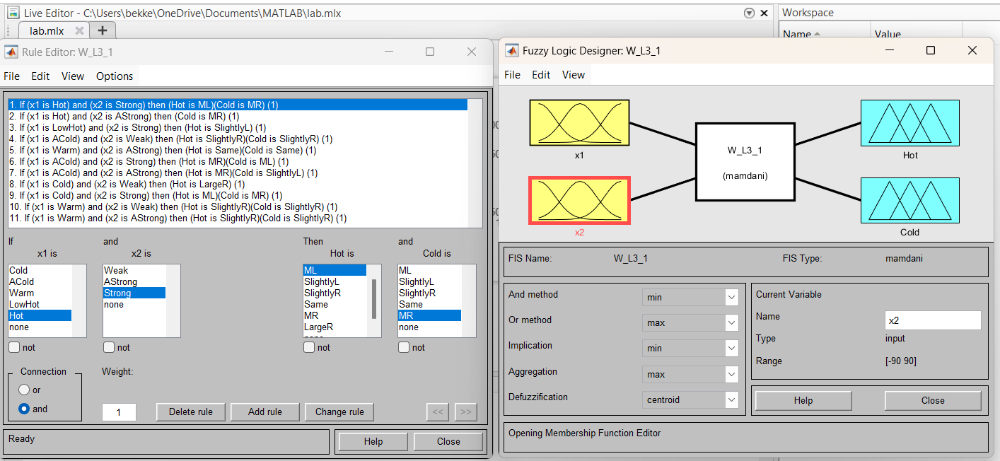 Live Editor - C:\Users\bekke\OneDrive\Documents\MATLAB\lab.mlx
Workspace
lab.mlx
Name
Value
Rule Editor: W_L3_1
File Edit View Options
1. If (x1 is Hot) and (x2 is Strong) then (Hot is ML)(Cold is MR) (1)
2. If (x1 is Hot) and (x2 is AStrong) then (Cold is MR) (1)
3. If (x1 is LowHot) and (x2 is Strong) then (Hot is SlightlyL) (1)
4. If (x1 is ACold) and (x2 is Weak) then (Hot is SlightlyR)(Cold is SlightlyR) (1)
5. If (x1 is Warm) and (x2 is AStrong) then (Hot is Same)(Cold is Same) (1)
6. If (x1 is ACold) and (x2 is Strong) then (Hot is MR)(Cold is ML) (1)
7. If (x1 is ACold) and (x2 is AStrong) then (Hot is MR)(Cold is SlightlyL) (1)
8. If (x1 is Cold) and (x2 is Weak) then (Hot is LargeR) (1)
9. If (x1 is Cold) and (x2 is Strong) then (Hot is ML)(Cold is MR) (1)
10. If (x1 is Warm) and (x2 is Weak) then (Hot is SlightlyR)(Cold is SlightlyR) (1)
11. If (x1 is Warm) and (x2 is AStrong) then (Hot is SlightlyR)(Cold is SlightlyR) (1)
If
x1 is
Cold
ACold
Warm
LowHot
Hot
none
not
and
x2 is
Weak
AStrong
Strong
none
not
Then
Hot is
ML
SlightlyL
SlightlyR
Same
MR
LargeR
not
and
Cold is
ML
SlightlyL
SlightlyR
Same
MR
none
not
Connection
or
and
Weight:
1
Delete rule
Add rule
Change rule
<<
>>
Ready
Help
Close
Fuzzy Logic Designer: W_L3_1
File Edit View
x1
x2
W_L3_1
(mamdani)
Hot
Cold
FIS Name:
W_L3_1
FIS Type:
mamdani
And method
min
Or method
max
Implication
min
Aggregation
max
Defuzzification
centroid
Current Variable
Name
x2
Type
input
Range
[-90 90]
Help
Close
Opening Membership Function Editor